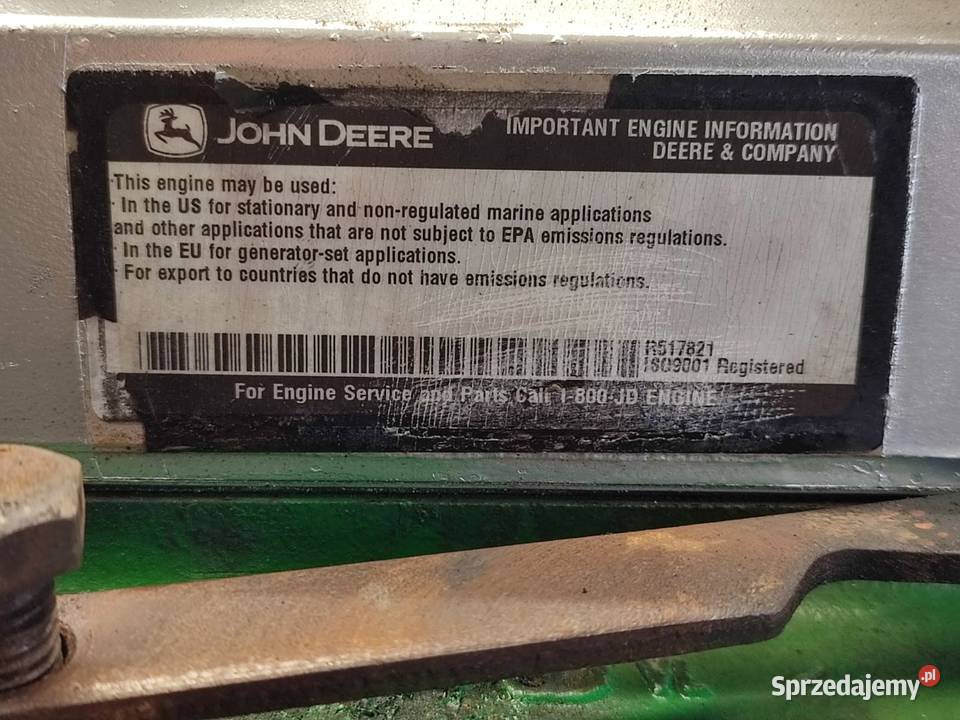 JOHN DEERE
IMPORTANT ENGINE INFORMATION
DEERE & COMPANY
This engine may be used:
· In the US for stationary and non-regulated marine applications
and other applications that are not subject to EPA emissions regulations.
· In the EU for generator-set applications.
· For export to countries that do not have emissions regulations.
R517821
ISO9001 Registered
For Engine Service and Parts Call 1-800-JD ENGINE
Sprzedajemy.pl